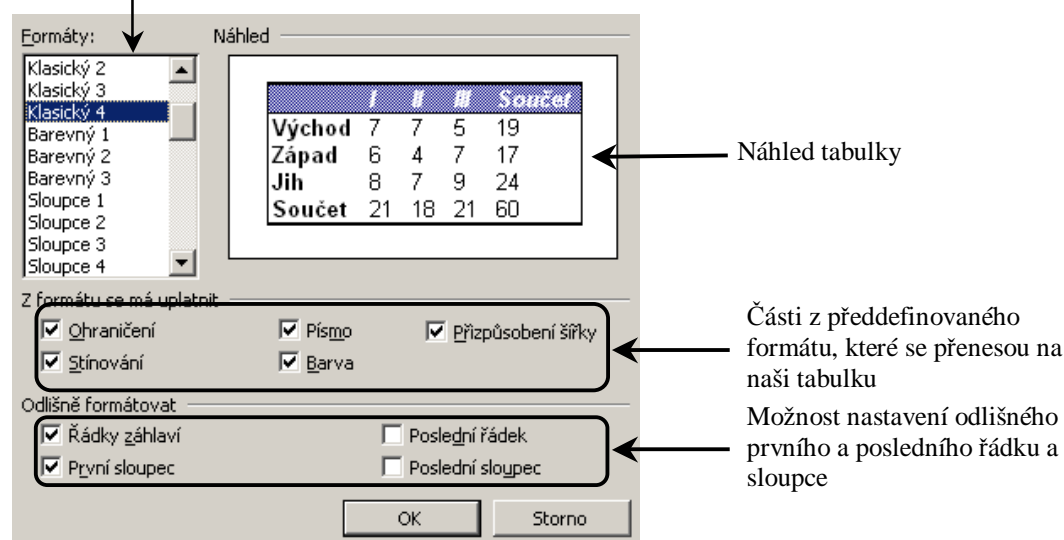 Formáty:
Klasický 2
Klasický 3
Klasický 4
Barevný 1
Barevný 2
Barevný 3
Sloupce 1
Sloupce 2
Sloupce 3
Sloupce 4
Náhled
I II III Součet
Východ 7 7 5 19
Západ 6 4 7 17
Jih 8 7 9 24
Součet 21 18 21 60
Náhled tabulky
Z formátu se má uplatnit
Ohraničení Písmo Přizpůsobení šířky
Stínování Barva
Části z předdefinovaného
formátu, které se přenesou na
naši tabulku
Odlišně formátovat
Řádky záhlaví Poslední řádek
První sloupec Poslední sloupec
Možnost nastavení odlišného
prvního a posledního řádku a
sloupce
OK Storno